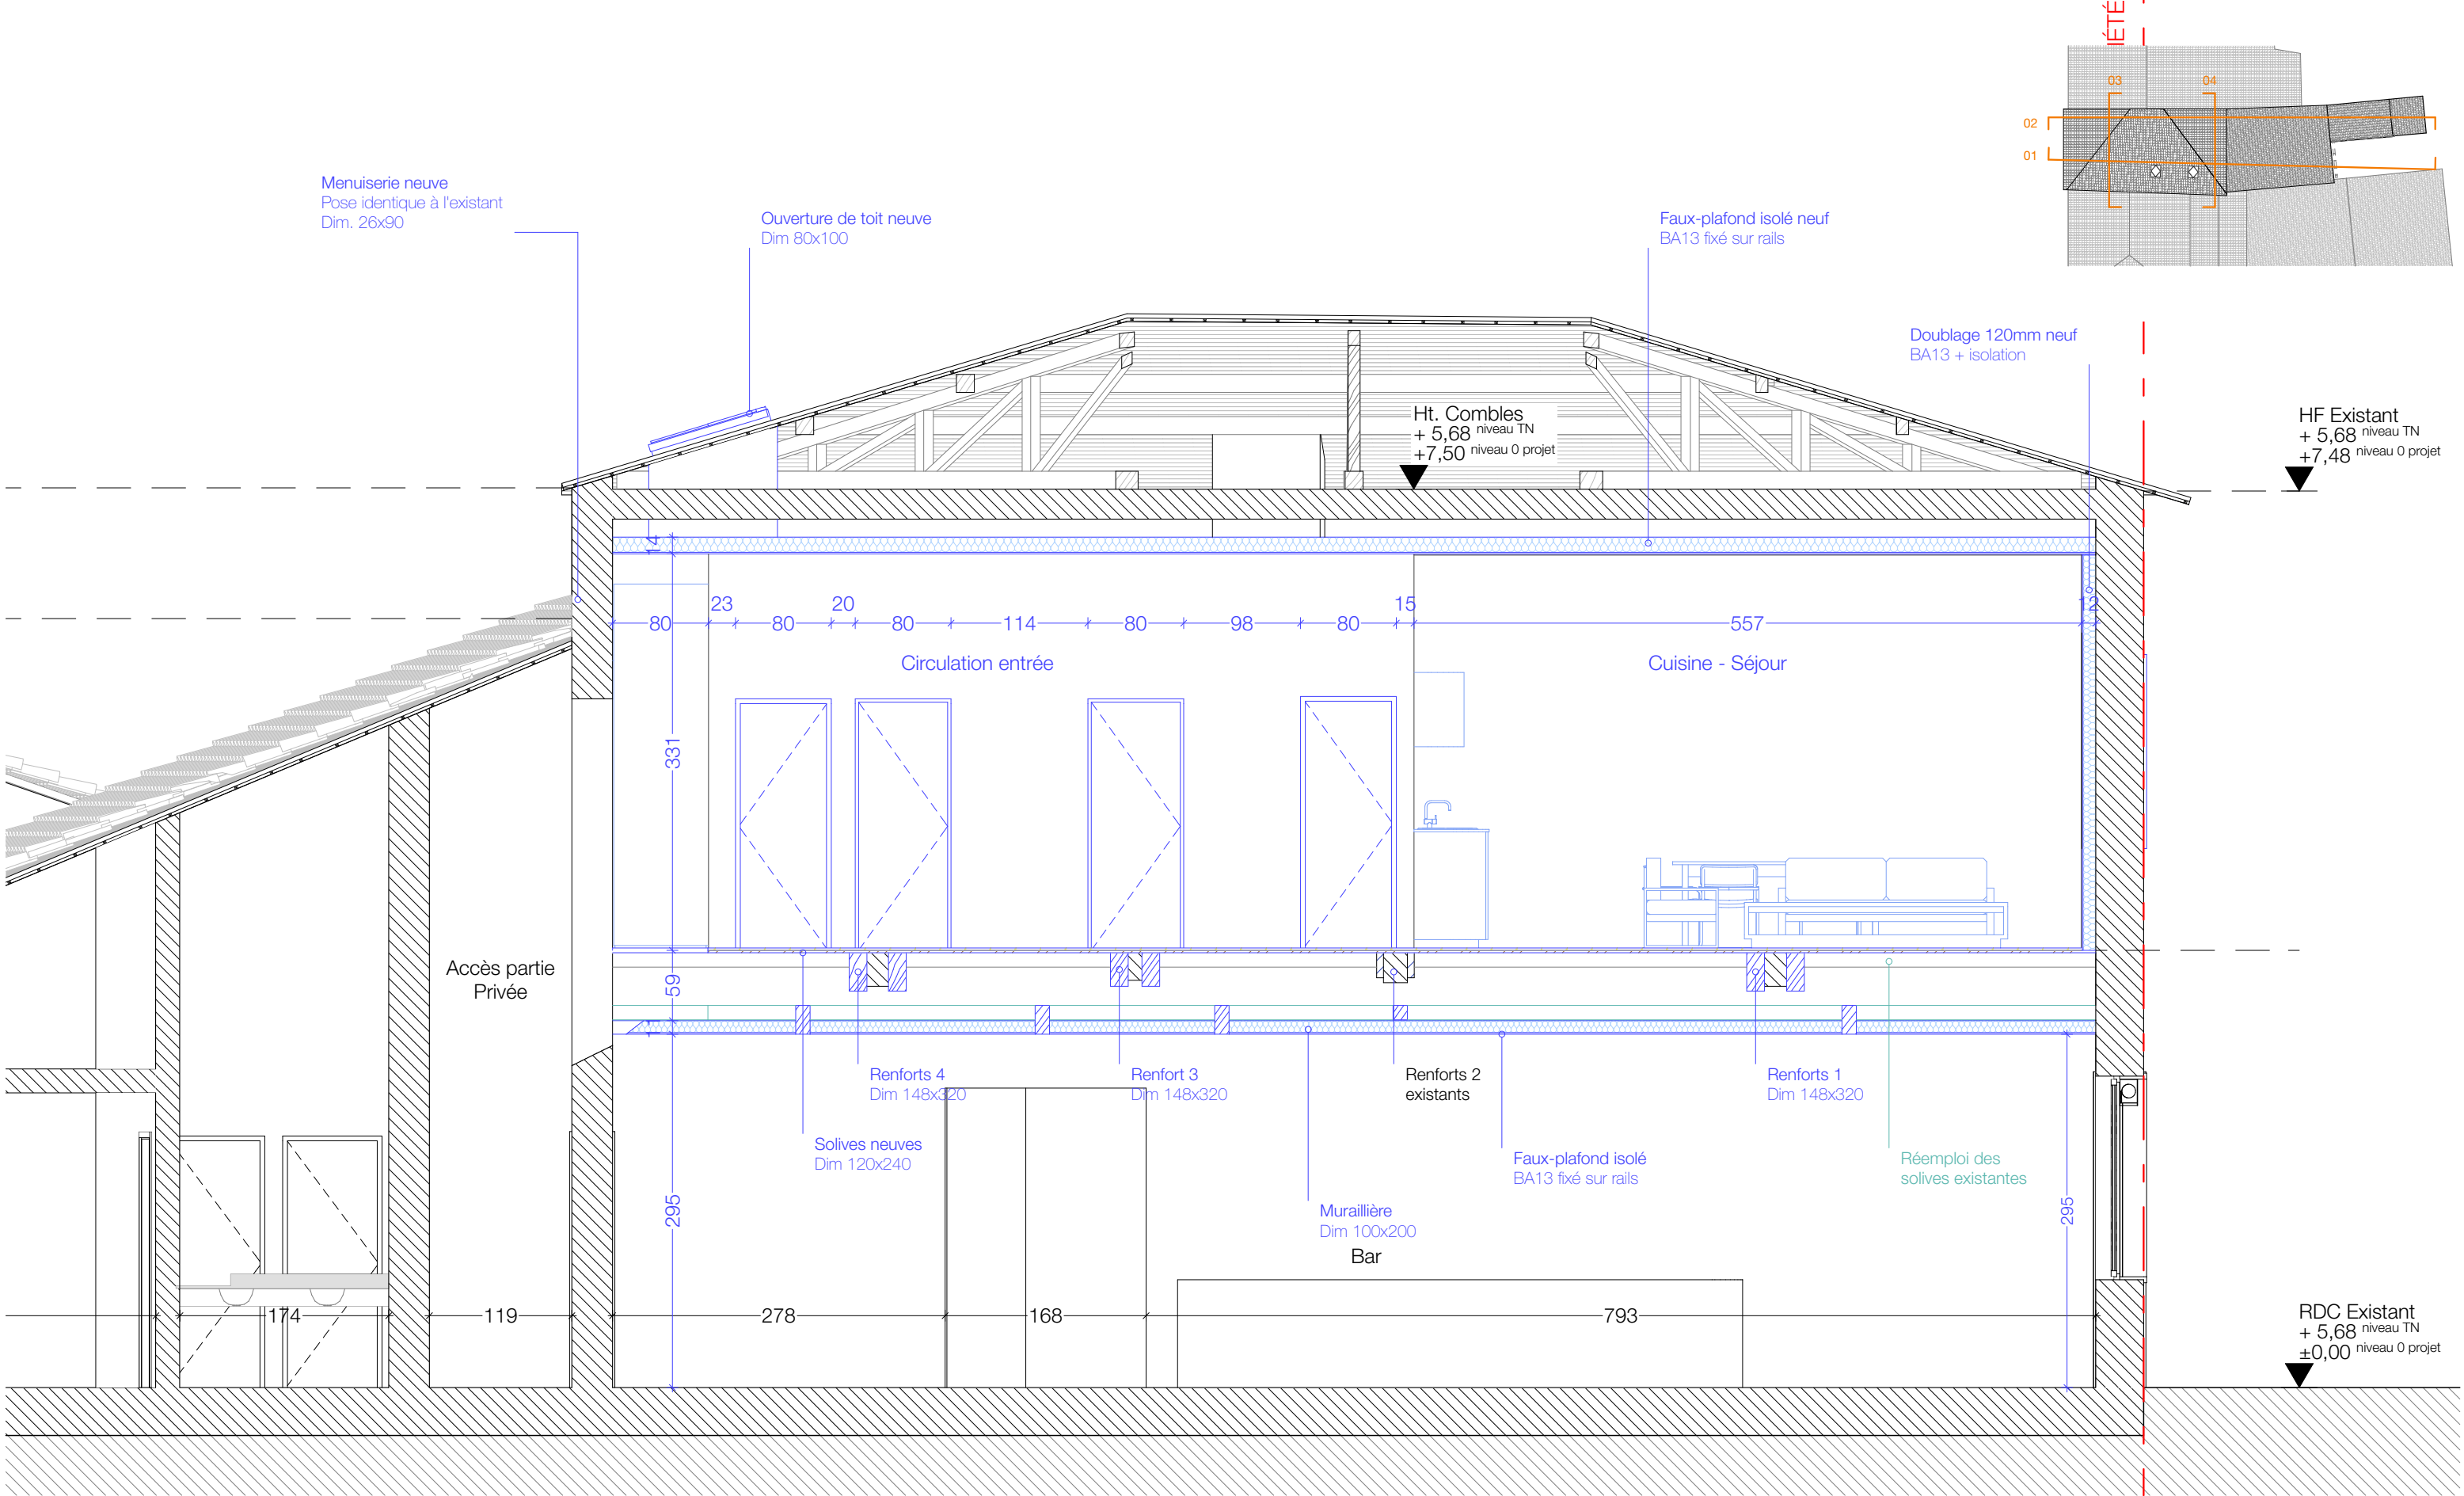 IÉTÉ
03
04
02
01
Menuiserie neuve
Pose identique à l'existant
Dim. 26x90
Ouverture de toit neuve
Dim 80x100
Faux-plafond isolé neuf
BA13 fixé sur rails
Doublage 120mm neuf
BA13 + isolation
Ht. Combles
+ 5,68 niveau TN
+7,50 niveau 0 projet
HF Existant
+ 5,68 niveau TN
+7,48 niveau 0 projet
14
23
20
15
12
80
80
80
114
80
98
80
557
Circulation entrée
Cuisine - Séjour
331
Accès partie
Privée
59
11
Renforts 4
Dim 148x320
Renfort 3
Dim 148x320
Renforts 2
existants
Renforts 1
Dim 148x320
Solives neuves
Dim 120x240
Faux-plafond isolé
BA13 fixé sur rails
Réemploi des
solives existantes
295
295
Muraillière
Dim 100x200
Bar
174
119
278
168
793
RDC Existant
+ 5,68 niveau TN
±0,00 niveau 0 projet